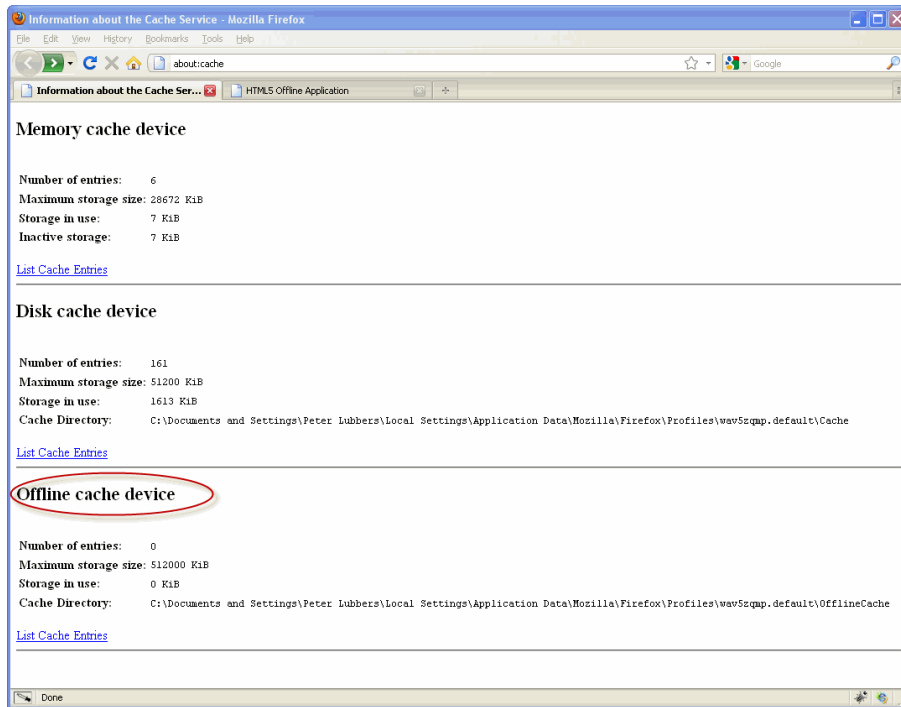 Information about the Cache Service - Mozilla Firefox
File Edit View History Bookmarks Tools Help
about:cache Google
Information about the Cache Ser... HTML5 Offline Application
Memory cache device
Number of entries: 6
Maximum storage size: 28672 KiB
Storage in use: 7 KiB
Inactive storage: 7 KiB
List Cache Entries
Disk cache device
Number of entries: 161
Maximum storage size: 51200 KiB
Storage in use: 1613 KiB
Cache Directory: C:\Documents and Settings\Peter Lubbers\Local Settings\Application Data\Mozilla\Firefox\Profiles\wav5zqmp.default\Cache
List Cache Entries
Offline cache device
Number of entries: 0
Maximum storage size: 512000 KiB
Storage in use: 0 KiB
Cache Directory: C:\Documents and Settings\Peter Lubbers\Local Settings\Application Data\Mozilla\Firefox\Profiles\wav5zqmp.default\OfflineCache
List Cache Entries
Done